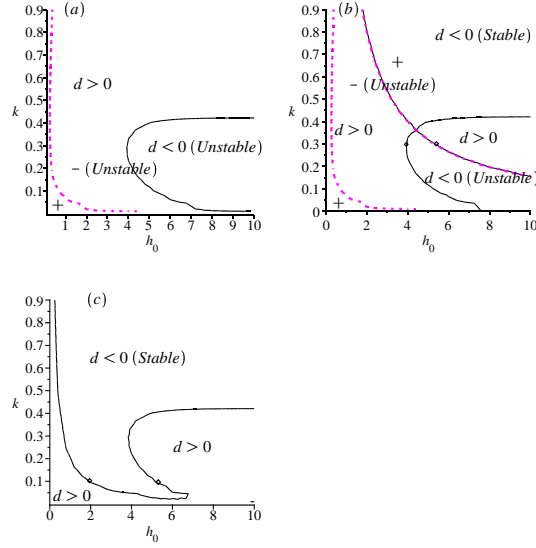 (a)
0.9
0.8
0.7
0.6
0.5
0.4
0.3
0.2
0.1
k
d > 0
d < 0 (Unstable)
− (Unstable)
+
1 2 3 4 5 6 7 8 9 10
h0
(b)
0.9
0.8
0.7
0.6
0.5
0.4
0.3
0.2
0.1
0
k
d < 0 (Stable)
+
− (Unstable)
d > 0
d > 0
d < 0 (Unstable)
+
0 2 4 6 8 10
h0
(c)
0.9
0.8
0.7
0.6
0.5
0.4
0.3
0.2
0.1
k
d < 0 (Stable)
d > 0
d > 0
0 2 4 6 8 10
h0